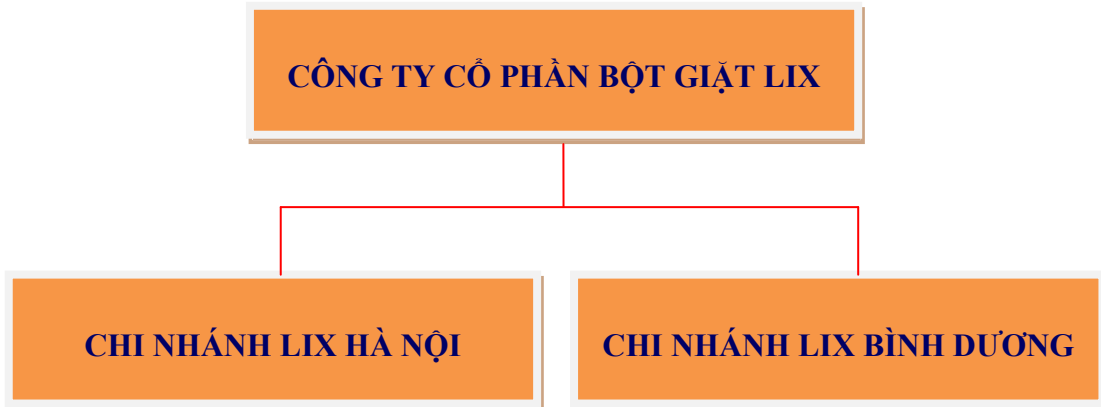 CÔNG TY CỔ PHẦN BỘT GIẶT LIX
CHI NHÁNH LIX HÀ NỘI
CHI NHÁNH LIX BÌNH DƯƠNG